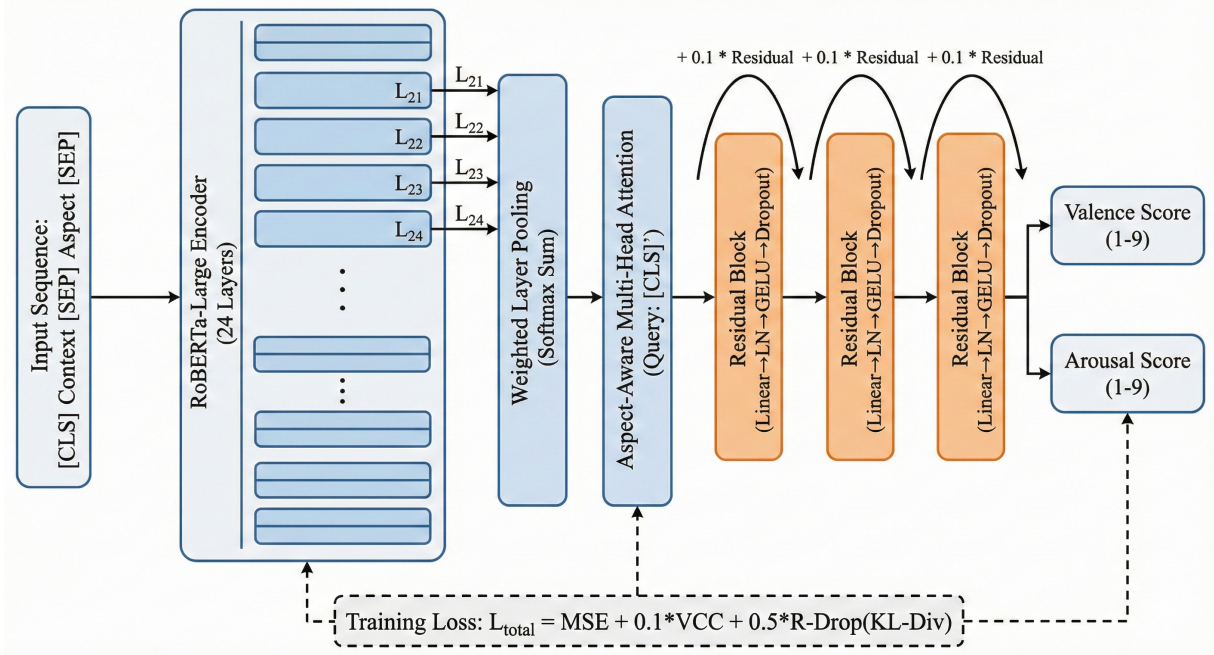 Input Sequence:
[CLS] Context [SEP] Aspect [SEP]
RoBERTa-Large Encoder
(24 Layers)
L21
L22
L23
L24
L21
L22
L23
L24
Weighted Layer Pooling
(Softmax Sum)
Aspect-Aware Multi-Head Attention
(Query: [CLS]')
+ 0.1 * Residual
+ 0.1 * Residual
+ 0.1 * Residual
Residual Block
(Linear→LN→GELU→Dropout)
Residual Block
(Linear→LN→GELU→Dropout)
Residual Block
(Linear→LN→GELU→Dropout)
Valence Score
(1-9)
Arousal Score
(1-9)
Training Loss: Ltotal = MSE + 0.1*VCC + 0.5*R-Drop(KL-Div)